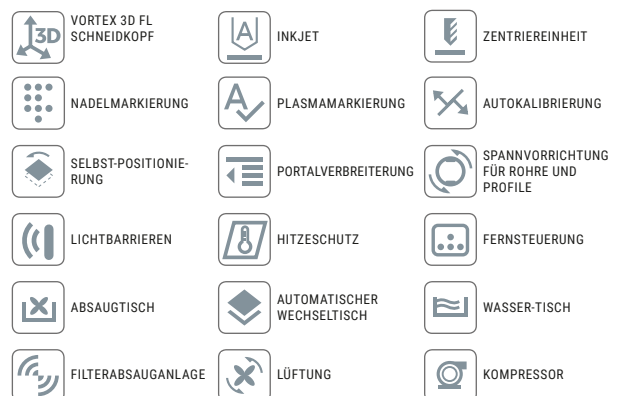 3D
VORTEX 3D FL
SCHNEIDKOPF
A
INKJET
ZENTRIEREINHEIT
NADELMARKIERUNG
A
PLASMAMARKIERUNG
AUTOKALIBRIERUNG
SELBST-POSITIONIE-
RUNG
PORTALVERBREITERUNG
SPANNVORRICHTUNG
FÜR ROHRE UND
PROFILE
LICHTBARRIEREN
HITZESCHUTZ
FERNSTEUERUNG
ABSAUGTISCH
AUTOMATISCHER
WECHSELTISCH
WASSER-TISCH
FILTERABSAUGANLAGE
LÜFTUNG
KOMPRESSOR